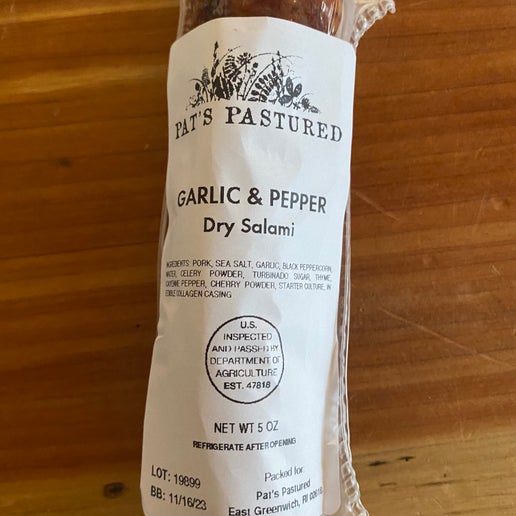 PAT'S PASTURED
GARLIC & PEPPER
Dry Salami
INGREDIENTS: PORK, SEA SALT, GARLIC, BLACK PEPPERCORN,
WATER, CELERY POWDER, TURBINADO SUGAR, THYME,
CAYENNE PEPPER, CHERRY POWDER, STARTER CULTURE, IN
EDIBLE COLLAGEN CASING
U.S.
INSPECTED
AND PASSED BY
DEPARTMENT OF
AGRICULTURE
EST. 47818
NET WT 5 OZ
REFRIGERATE AFTER OPENING
LOT: 19899
BB: 11/16/23
Packed for:
Pat's Pastured
East Greenwich, RI